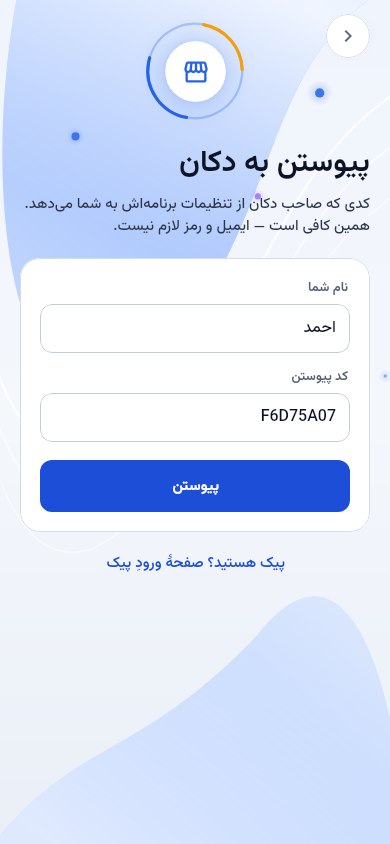 پیوستن به دکان
کدی که صاحب دکان از تنظیمات برنامه‌اش به شما می‌دهد.
همین کافی است — ایمیل و رمز لازم نیست.
نام شما
احمد
کد پیوستن
F6D75A07
پیوستن
پیک هستید؟ صفحهٔ ورودِ پیک